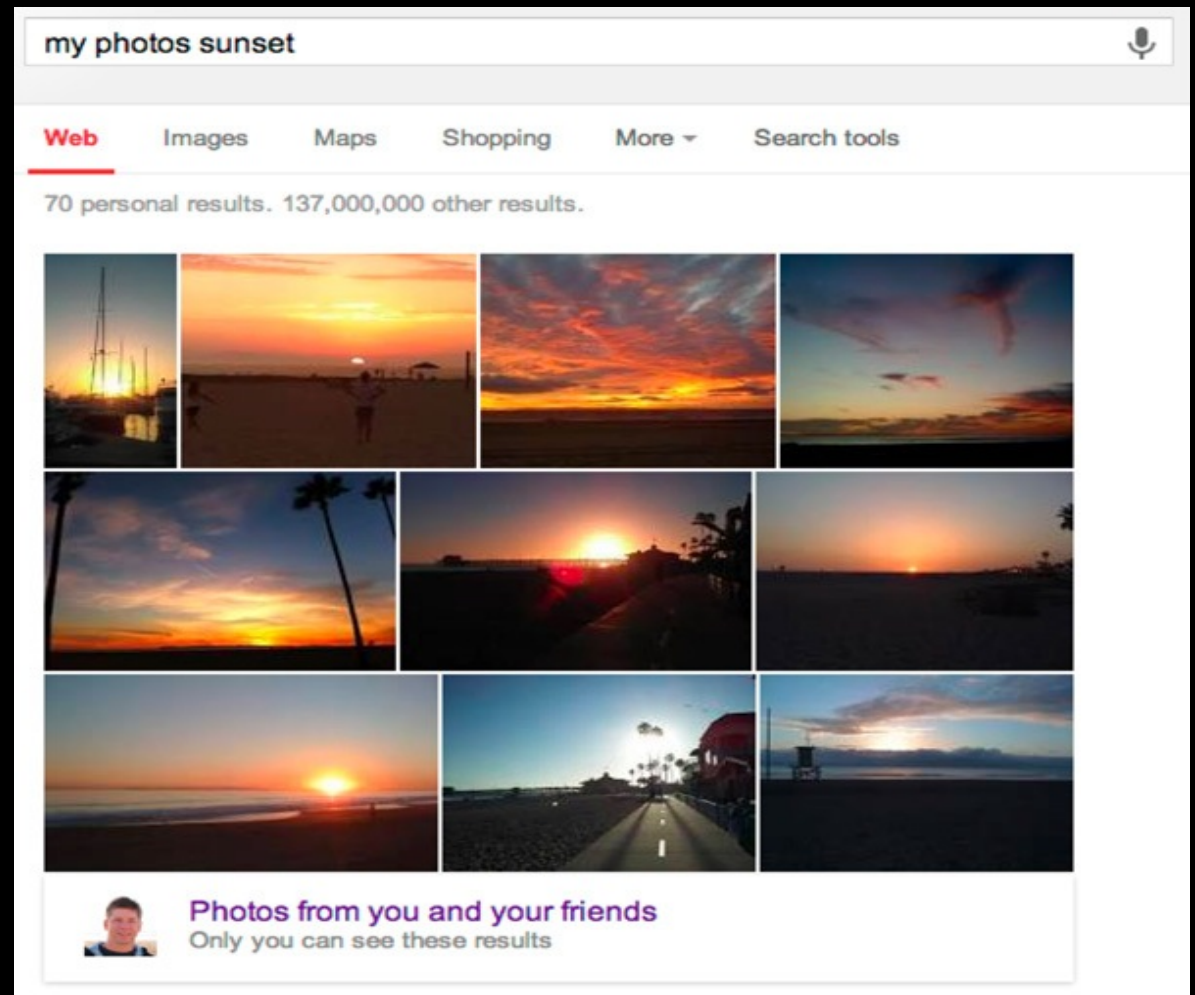 my photos sunset
Web Images Maps Shopping More Search tools
70 personal results. 137,000,000 other results.
Photos from you and your friends
Only you can see these results